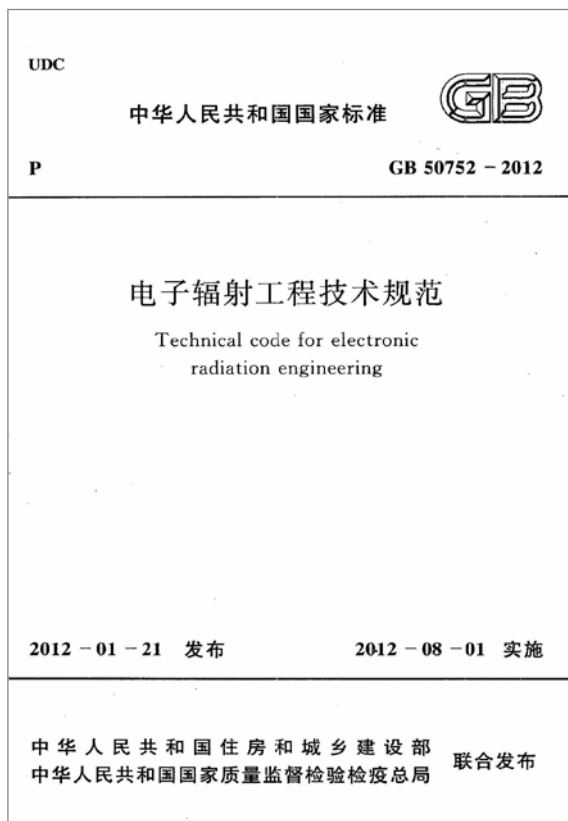 UDC
中华人民共和国国家标准
GB
P
GB 50752 - 2012
电子辐射工程技术规范
Technical code for electronic
radiation engineering
2012 - 01 - 21 发布
2012 - 08 - 01 实施
中华人民共和国住房和城乡建设部
中华人民共和国国家质量监督检验检疫总局
联合发布